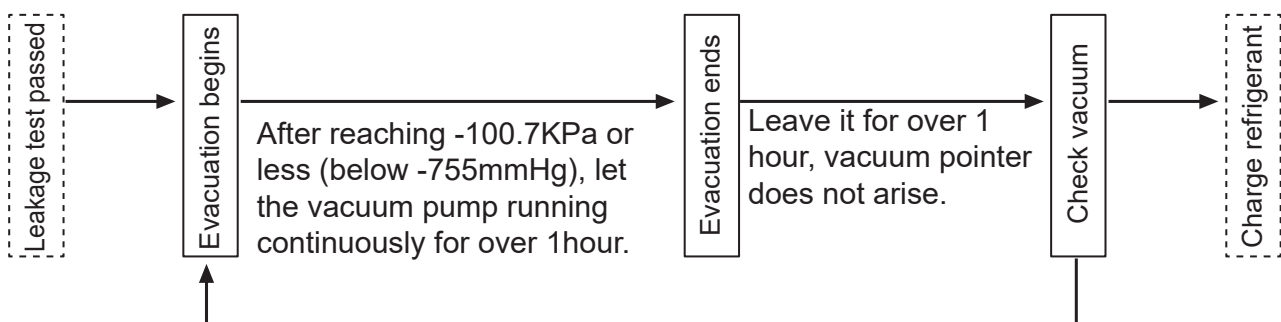 Leakage test passed
Evacuation begins
After reaching -100.7KPa or
less (below -755mmHg), let
the vacuum pump running
continuously for over 1hour.
Evacuation ends
Leave it for over 1
hour, vacuum pointer
does not arise.
Check vacuum
Charge refrigerant